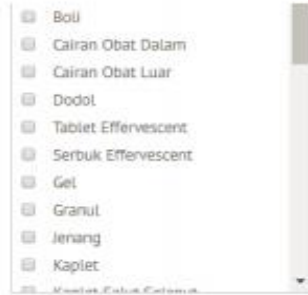 Boli
Cairan Obat Dalam
Cairan Obat Luar
Dodol
Tablet Effervescent
Serbuk Effervescent
Gel
Granul
Jenang
Kaplet